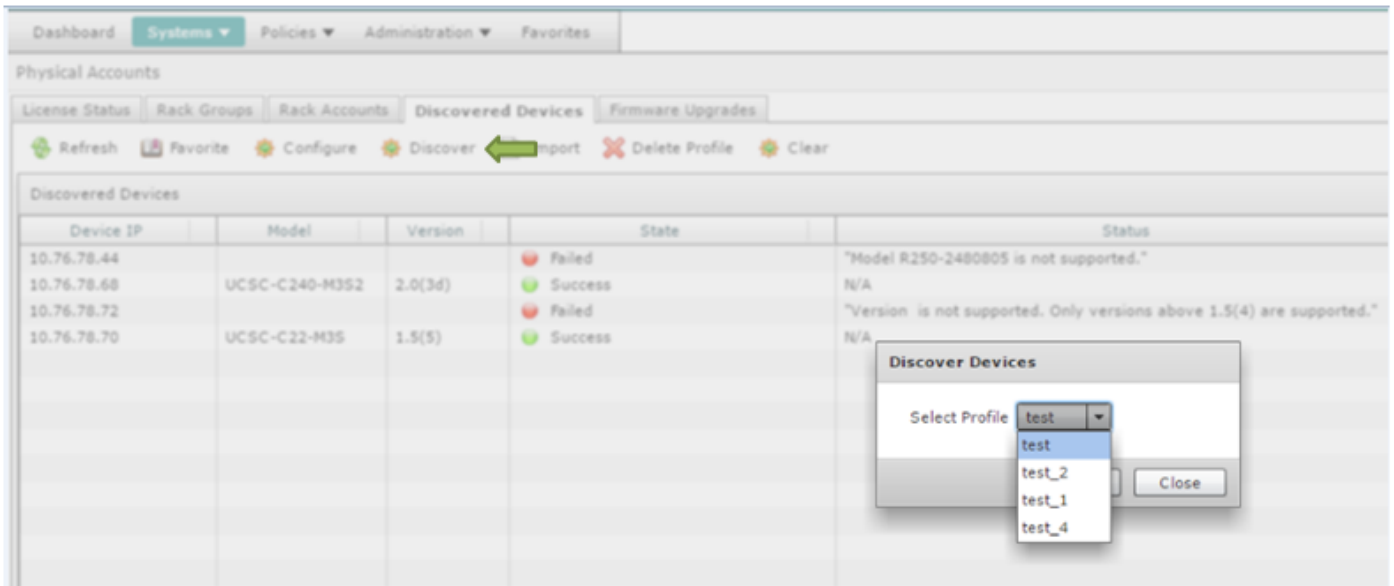 Dashboard Systems ▼ Policies ▼ Administration ▼ Favorites
Physical Accounts
License Status Rack Groups Rack Accounts Discovered Devices Firmware Upgrades
Refresh Favorite Configure Discover mport Delete Profile Clear
Discovered Devices
Device IP Model Version State Status
10.76.78.44 Failed "Model R250-2480805 is not supported."
10.76.78.68 UCSC-C240-M3S2 2.0(3d) Success N/A
10.76.78.72 Failed "Version is not supported. Only versions above 1.5(4) are supported."
10.76.78.70 UCSC-C22-M3S 1.5(5) Success N/A
Discover Devices
Select Profile test
test
test_2
Close
test_1
test_4